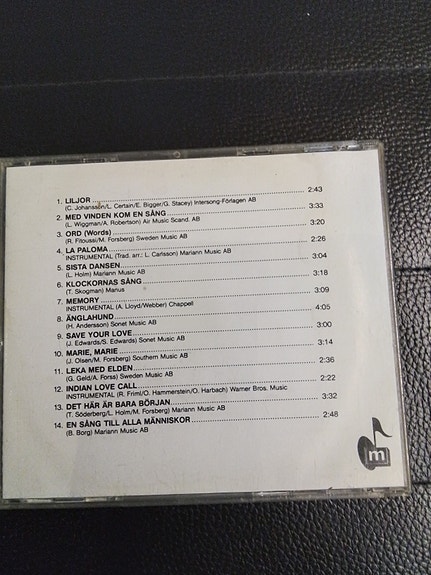 1. LILJOR 2:43
(C. Johansson/L. Certain/E. Bigger/G. Stacey) Intersong-Förlagen AB
2. MED VINDEN KOM EN SÅNG 3:33
(L. Wiggman/A. Robertson) Air Music Scand. AB
3. ORD (Words) 3:20
(R. Fitoussi/M. Forsberg) Sweden Music AB
4. LA PALOMA 2:26
INSTRUMENTAL (Trad. arr.: L. Carlsson) Mariann Music AB
5. SISTA DANSEN 3:04
(L. Holm) Mariann Music AB
6. KLOCKORNAS SÅNG 3:18
(T. Skogman) Marius
7. MEMORY 3:09
INSTRUMENTAL (A. Lloyd/Webber) Chappell
8. ÄNGLAHUND 4:05
(H. Andersson) Sonet Music AB
9. SAVE YOUR LOVE 3:00
(J. Edwards/S. Edwards) Sonet Music AB
10. MARIE, MARIE 3:14
(J. Olsen/M. Forsberg) Southern Music AB
11. LEKA MED ELDEN 2:36
(G. Geld/A. Forss) Sweden Music AB
12. INDIAN LOVE CALL 2:22
INSTRUMENTAL (R. Friml/O. Hammerstein/O. Harbach) Warner Bros. Music
13. DET HÄR ÄR BARA BÖRJAN 3:32
(T. Söderberg/L. Holm/M. Forsberg) Mariann Music AB
14. EN SÅNG TILL ALLA MÄNNISKOR 2:48
(B. Borg) Mariann Music AB
m